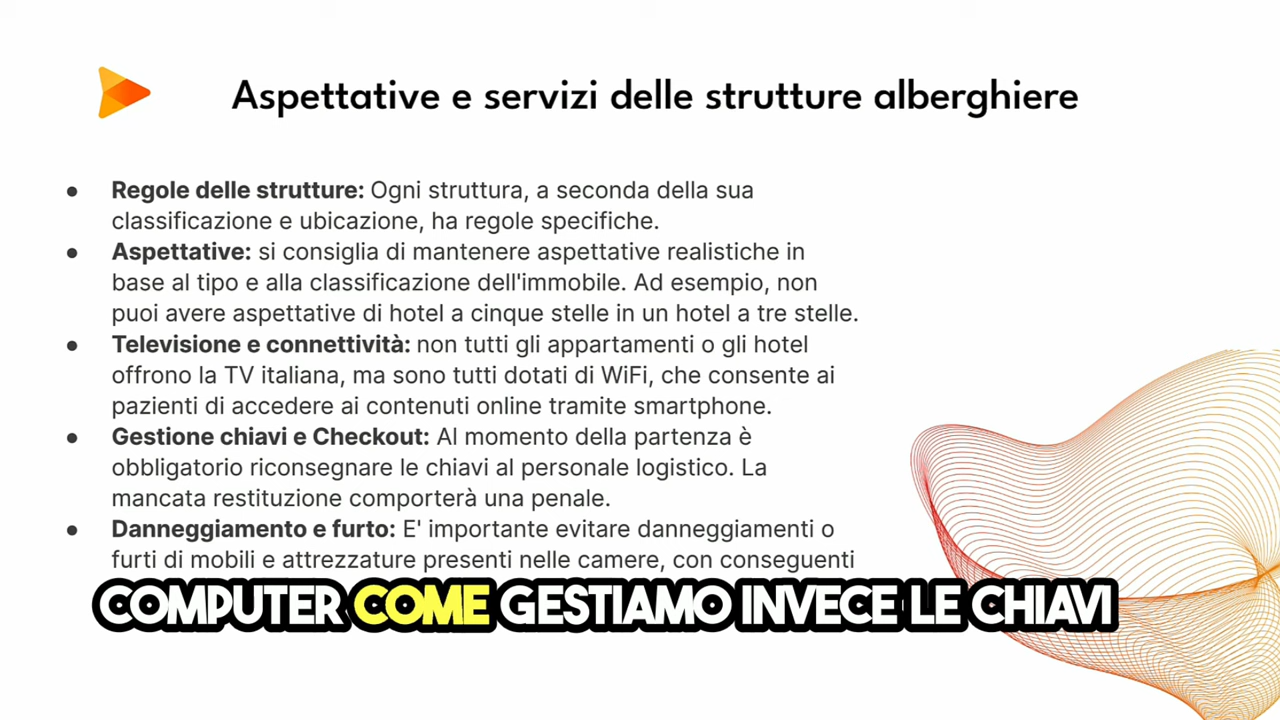 Aspettative e servizi delle strutture alberghiere
● Regole delle strutture: Ogni struttura, a seconda della sua
classificazione e ubicazione, ha regole specifiche.
● Aspettative: si consiglia di mantenere aspettative realistiche in
base al tipo e alla classificazione dell'immobile. Ad esempio, non
puoi avere aspettative di hotel a cinque stelle in un hotel a tre stelle.
● Televisione e connettività: non tutti gli appartamenti o gli hotel
offrono la TV italiana, ma sono tutti dotati di WiFi, che consente ai
pazienti di accedere ai contenuti online tramite smartphone.
● Gestione chiavi e Checkout: Al momento della partenza è
obbligatorio riconsegnare le chiavi al personale logistico. La
mancata restituzione comporterà una penale.
● Danneggiamento e furto: E' importante evitare danneggiamenti o
furti di mobili e attrezzature presenti nelle camere, con conseguenti
COMPUTER COME GESTIAMO INVECE LE CHIAVI